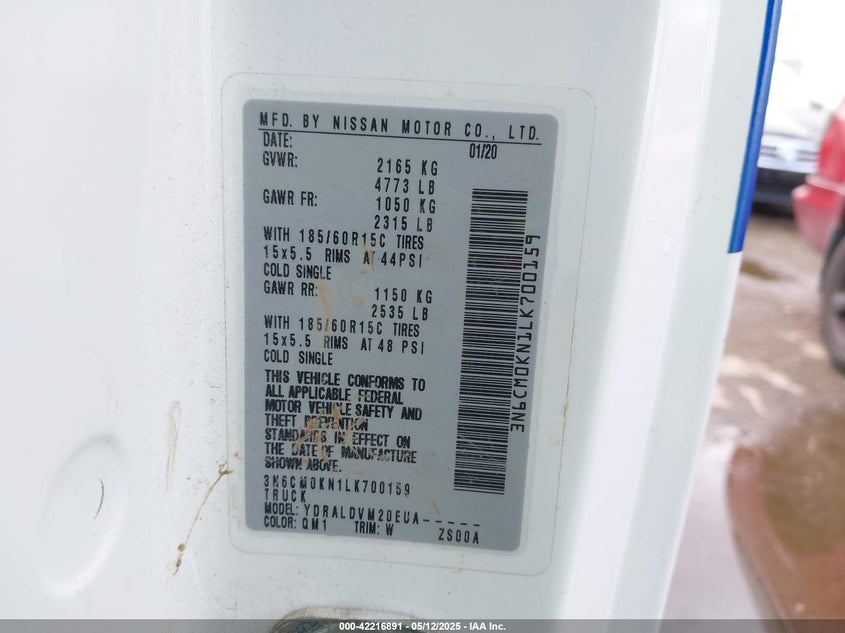 MFD. BY NISSAN MOTOR CO., LTD.
DATE: 01/20
GVWR: 2165 KG
4773 LB
GAWR FR: 1050 KG
2315 LB
WITH 185/60R15C TIRES
15x5.5 RIMS AT 44PSI
COLD SINGLE
GAWR RR: 1150 KG
2535 LB
WITH 185/60R15C TIRES
15x5.5 RIMS AT 48 PSI
COLD SINGLE
THIS VEHICLE CONFORMS TO
ALL APPLICABLE FEDERAL
MOTOR VEHICLE SAFETY AND
THEFT PREVENTION
STANDARDS IN EFFECT ON
THE DATE OF MANUFACTURE
SHOWN ABOVE.
3N6CM0KN1LK700159
TRUCK
MODEL: YDRALDVM20EUA-----
COLOR: QM1 TRIM: W ZS00A
3N6CM0KN1LK700159
000-42216891 - 05/12/2025 - IAA Inc.